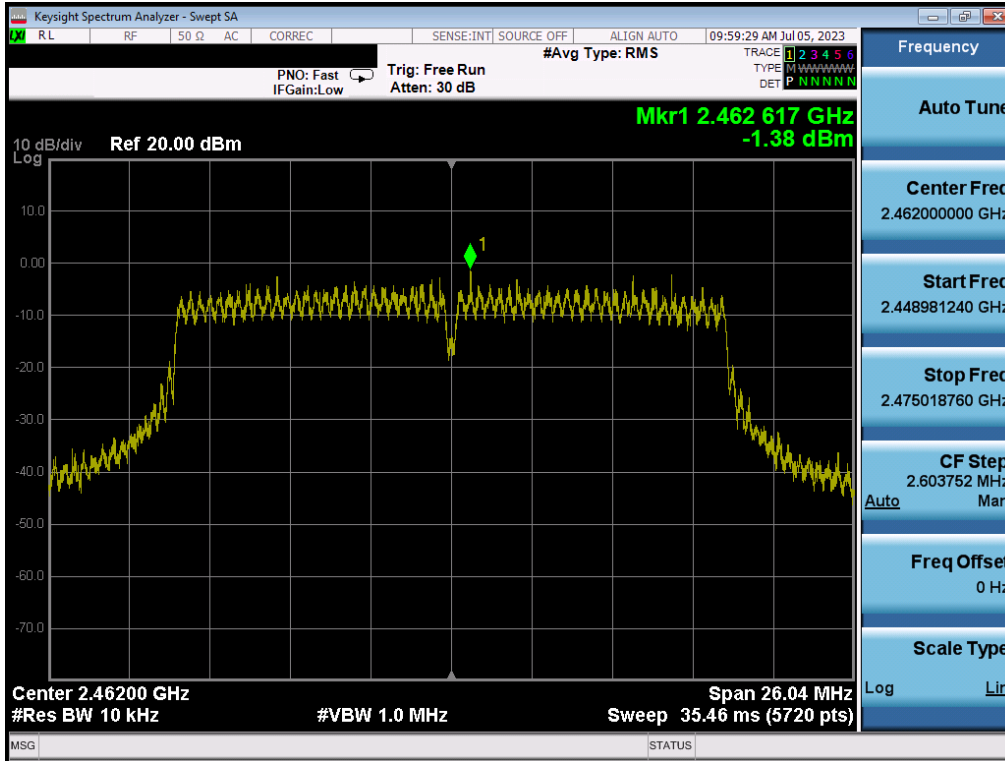 Keysight Spectrum Analyzer - Swept SA
LXI RL RF 50 Ω AC CORREC SENSE:INT SOURCE OFF ALIGN AUTO 09:59:29 AM Jul 05, 2023
#Avg Type: RMS TRACE 1 2 3 4 5 6
PNO: Fast Trig: Free Run TYPE M W W W W W
IFGain:Low Atten: 30 dB DET P N N N N N
Mkr1 2.462 617 GHz
-1.38 dBm
10 dB/div Ref 20.00 dBm
Log
10.0
0.00
-10.0
-20.0
-30.0
-40.0
-50.0
-60.0
-70.0
1
Center 2.46200 GHz Span 26.04 MHz
#Res BW 10 kHz #VBW 1.0 MHz Sweep 35.46 ms (5720 pts)
MSG STATUS
Frequency
Auto Tune
Center Freq
2.462000000 GHz
Start Freq
2.448981240 GHz
Stop Freq
2.475018760 GHz
CF Step
2.603752 MHz
Auto Man
Freq Offset
0 Hz
Scale Type
Log Lin